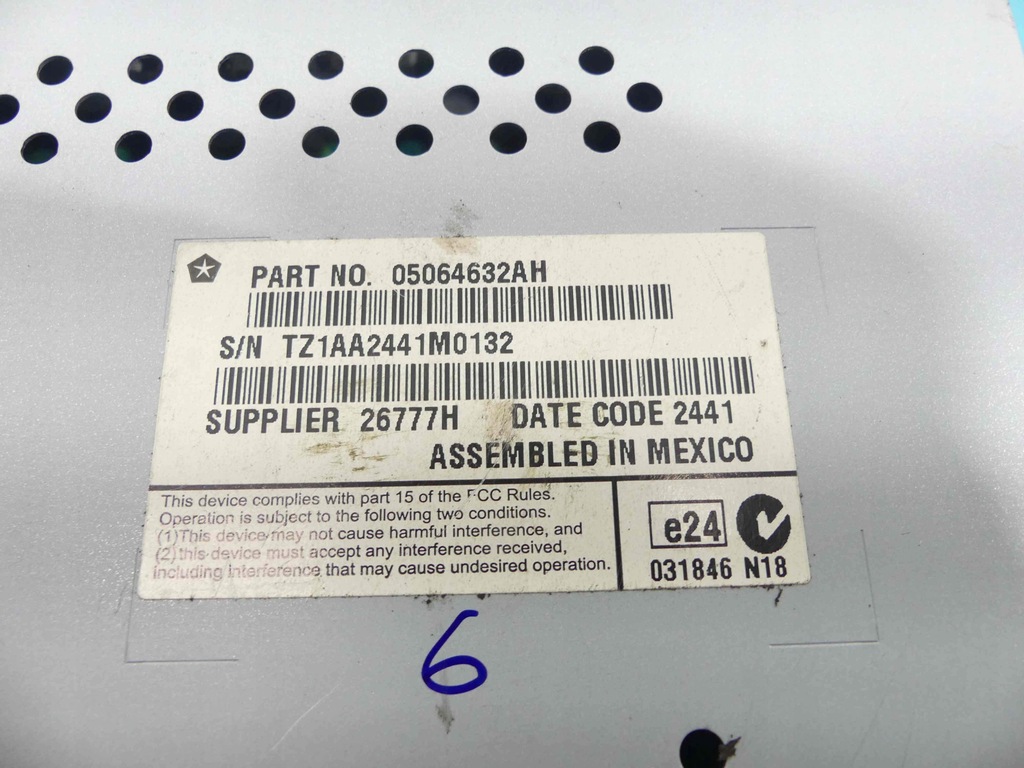 PART NO. 05064632AH
S/N TZ1AA2441M0132
SUPPLIER 26777H DATE CODE 2441
ASSEMBLED IN MEXICO
This device complies with part 15 of the FCC Rules.
Operation is subject to the following two conditions.
(1)This device may not cause harmful interference, and
(2)this device must accept any interference received,
including interference that may cause undesired operation.
e24
031846 N18
6